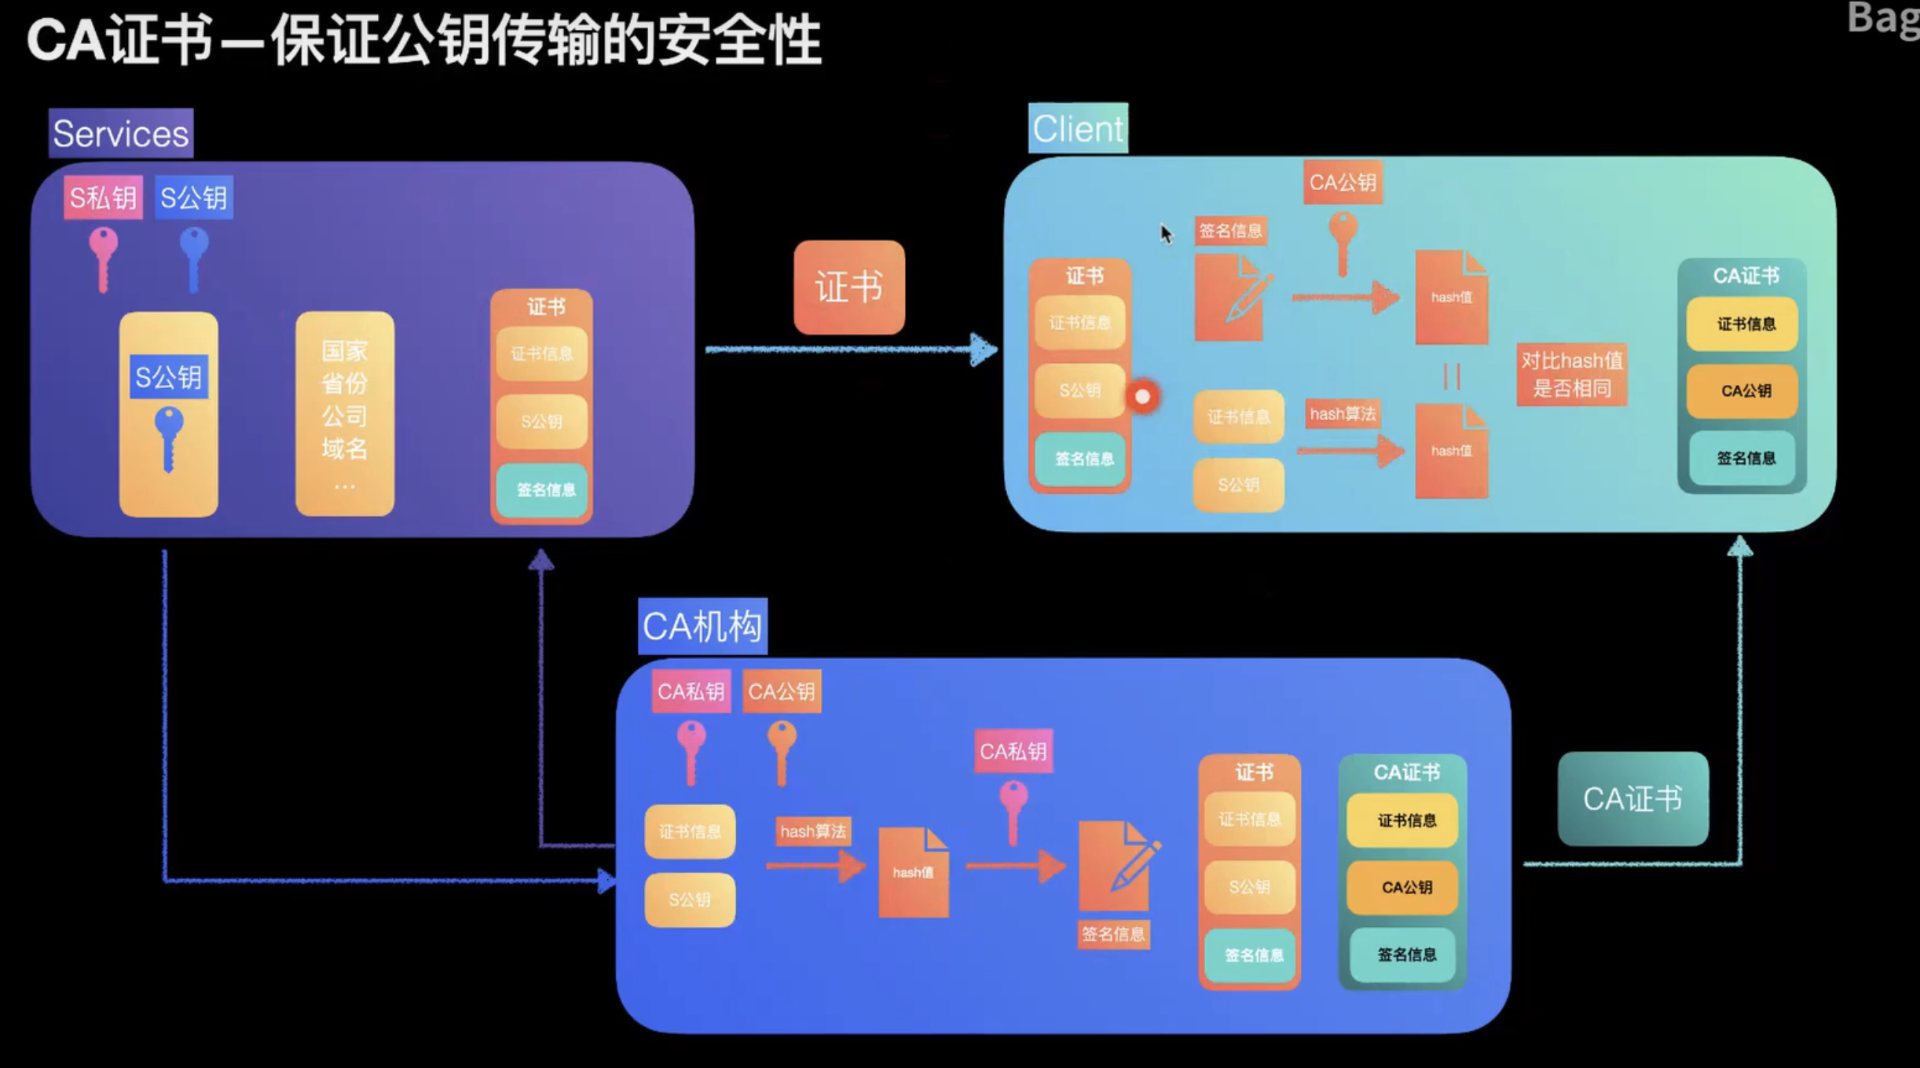 CA证书—保证公钥传输的安全性
Bag
Services
S私钥
S公钥
S公钥
国家
省份
公司
域名
...
证书
证书信息
S公钥
签名信息
证书
Client
证书
证书信息
S公钥
签名信息
签名信息
CA公钥
hash值
证书信息
S公钥
hash算法
hash值
对比hash值
是否相同
CA证书
证书信息
CA公钥
签名信息
CA机构
CA私钥
CA公钥
证书信息
S公钥
hash算法
hash值
CA私钥
签名信息
证书
证书信息
S公钥
签名信息
CA证书
证书信息
CA公钥
签名信息
CA证书